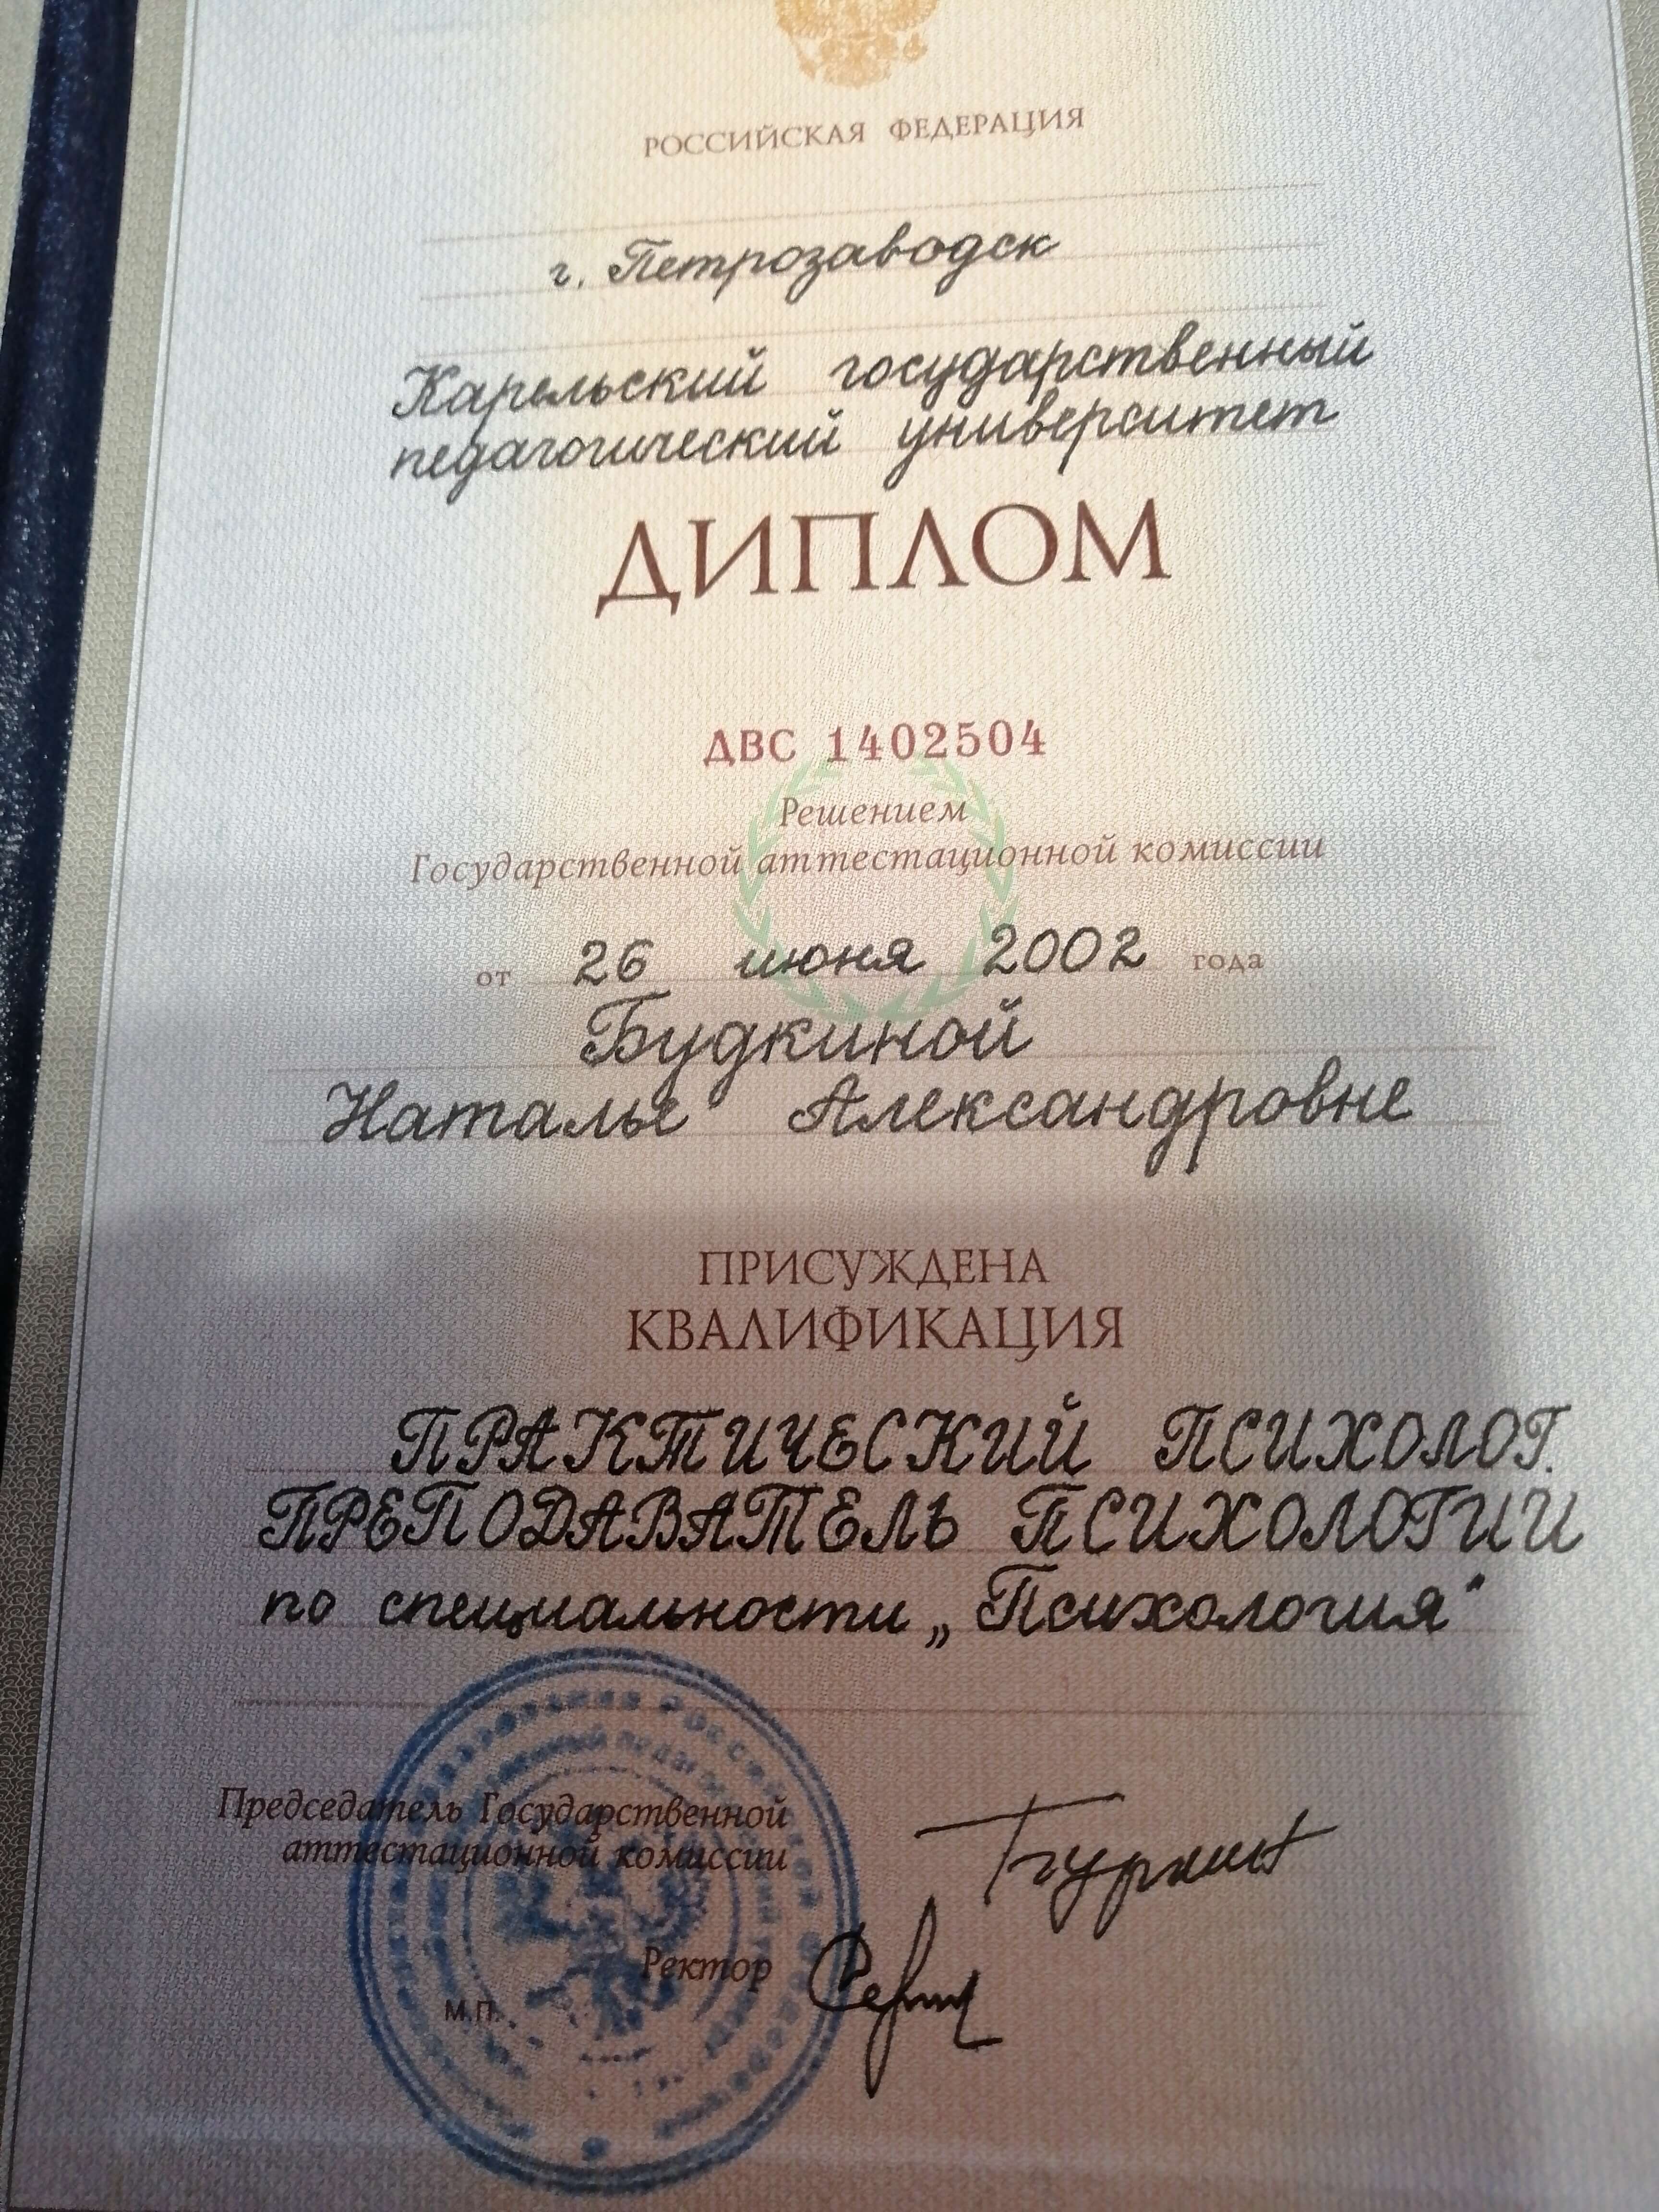 РОССИЙСКАЯ ФЕДЕРАЦИЯ
г. Петрозаводск
Карельский государственный
педагогический университет
ДИПЛОМ
ДВС 1402504
Решением
Государственной аттестационной комиссии
от 26 июня 2002 года
Будкиной
Наталье Александровне
ПРИСУЖДЕНА
КВАЛИФИКАЦИЯ
ПРАКТИЧЕСКИЙ ПСИХОЛОГ.
ПРЕПОДАВАТЕЛЬ ПСИХОЛОГИИ
по специальности „Психология"
Председатель Государственной
аттестационной комиссии
Ректор
М.П.